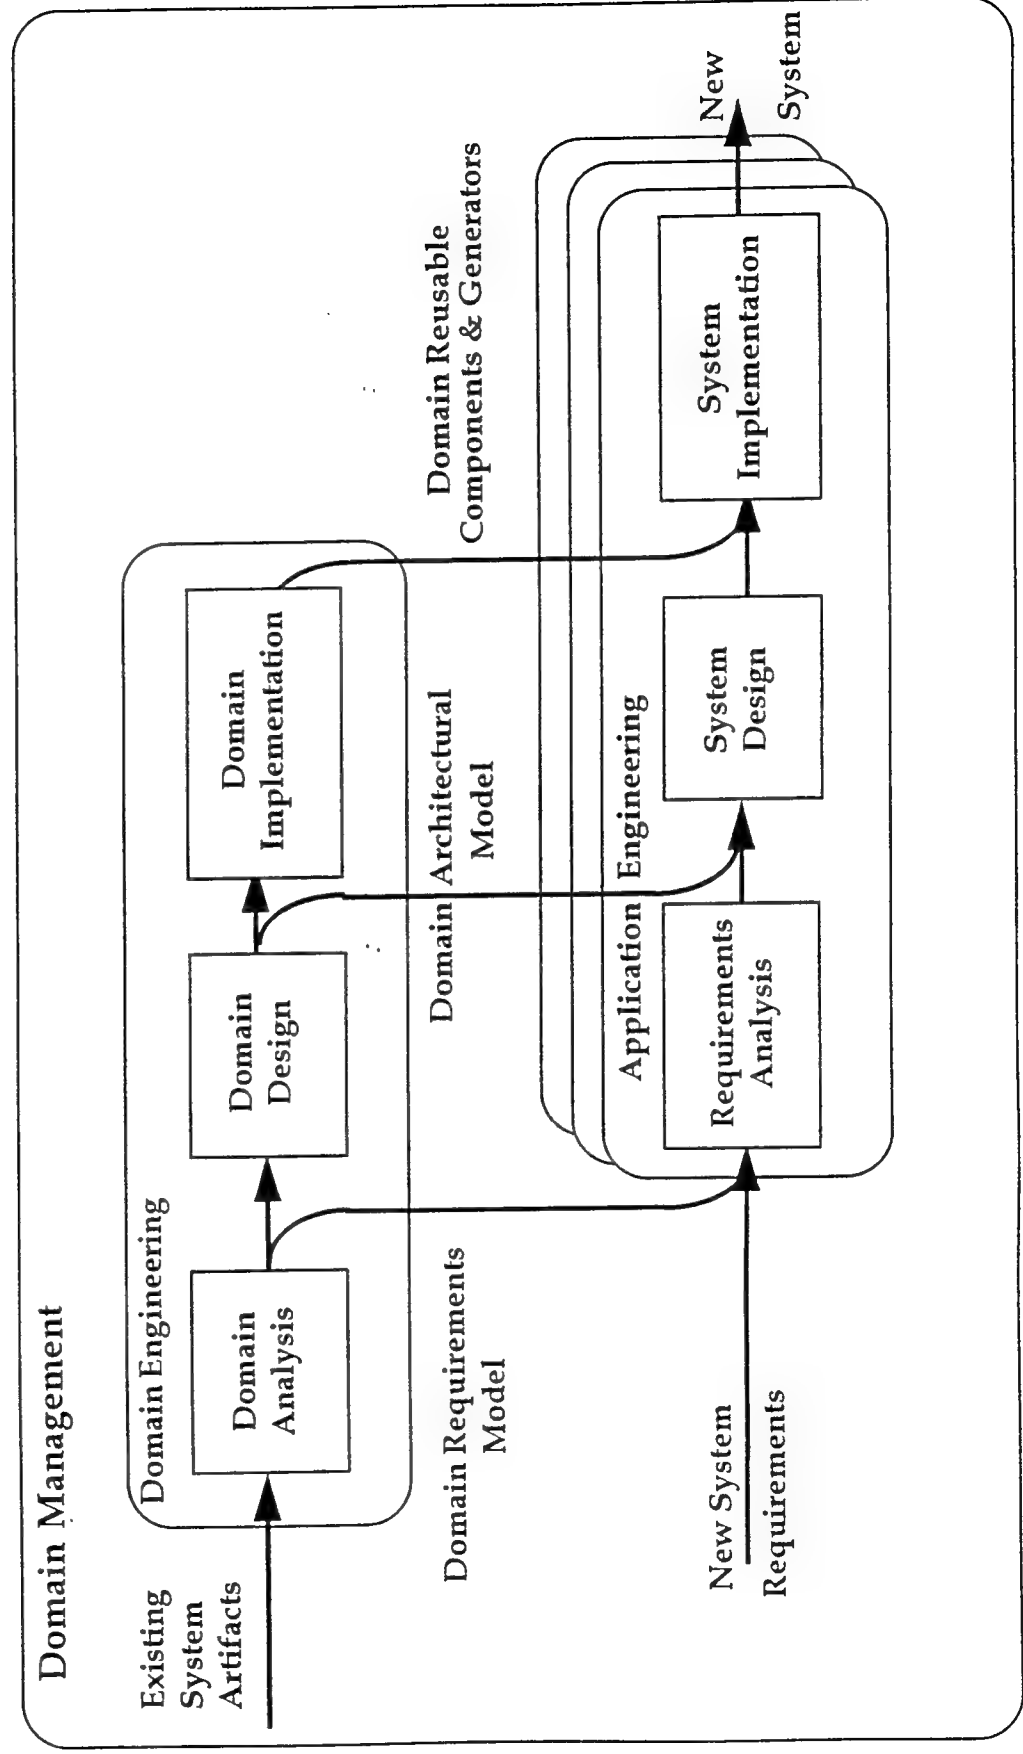 Domain Management
Existing
System
Artifacts
Domain Engineering
Domain
Analysis
Domain
Design
Domain
Implementation
Domain Requirements
Model
Domain Architectural
Model
Domain Reusable
Components & Generators
New System
Requirements
Application Engineering
Requirements
Analysis
System
Design
System
Implementation
New
System